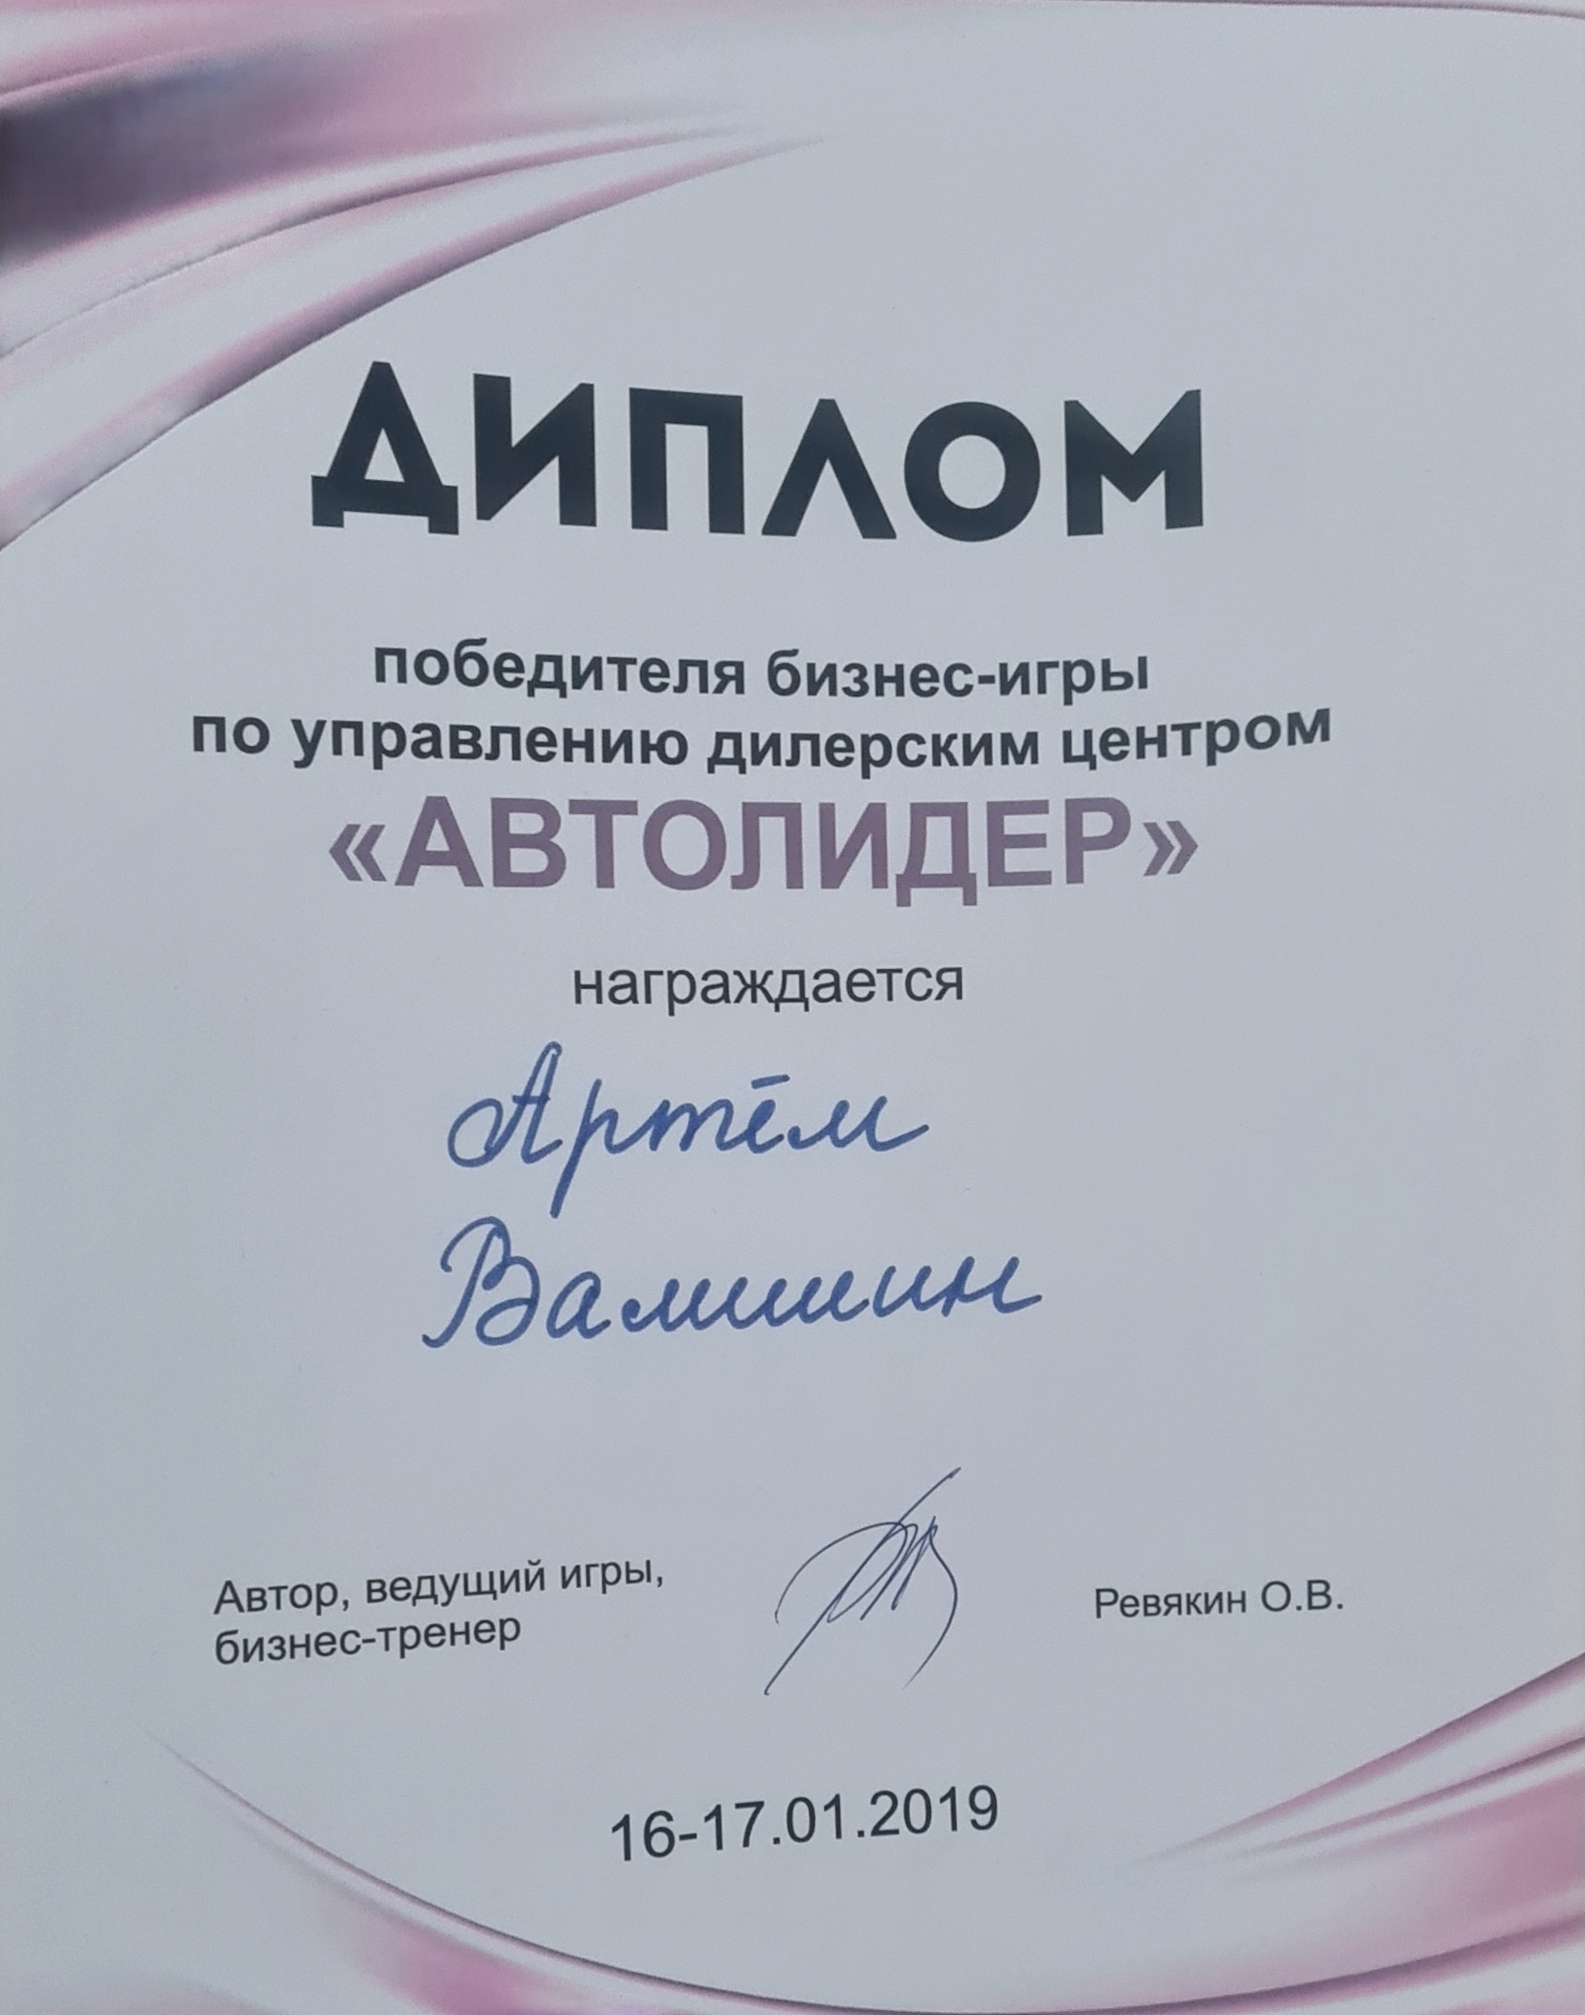 ДИПЛОМ
победителя бизнес-игры
по управлению дилерским центром
«АВТОЛИДЕР»
награждается
Артём
Валишин
Автор, ведущий игры,
бизнес-тренер
Ревякин О.В.
16-17.01.2019